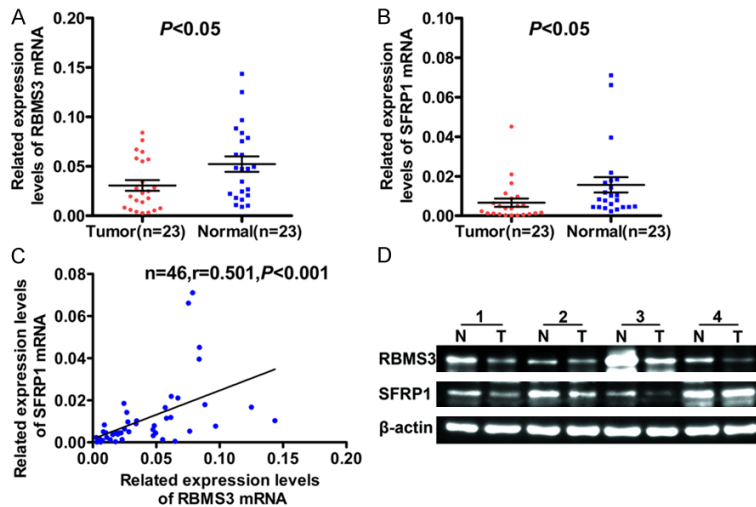 A
P<0.05
Related expression
levels of RBMS3 mRNA
0.20
0.15
0.10
0.05
0.00
Tumor(n=23) Normal(n=23)
B
P<0.05
Related expression
levels of SFRP1 mRNA
0.10
0.08
0.06
0.04
0.02
0.00
Tumor(n=23) Normal(n=23)
C
n=46,r=0.501,P<0.001
Related expression levels
of SFRP1 mRNA
0.08
0.06
0.04
0.02
0.00
0.00 0.05 0.10 0.15 0.20
Related expression levels
of RBMS3 mRNA
D
1 2 3 4
N T N T N T N T
RBMS3
SFRP1
β-actin